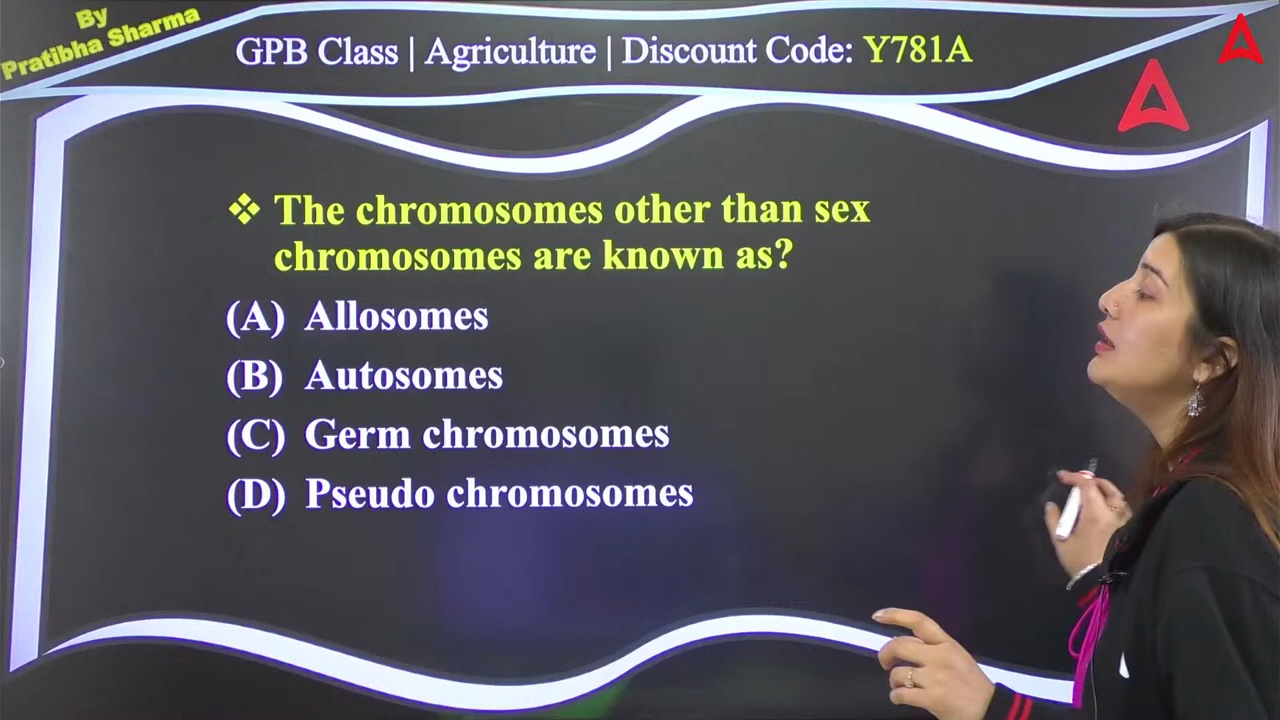 By
Pratibha Sharma
GPB Class | Agriculture | Discount Code: Y781A
❖ The chromosomes other than sex
chromosomes are known as?
(A) Allosomes
(B) Autosomes
(C) Germ chromosomes
(D) Pseudo chromosomes